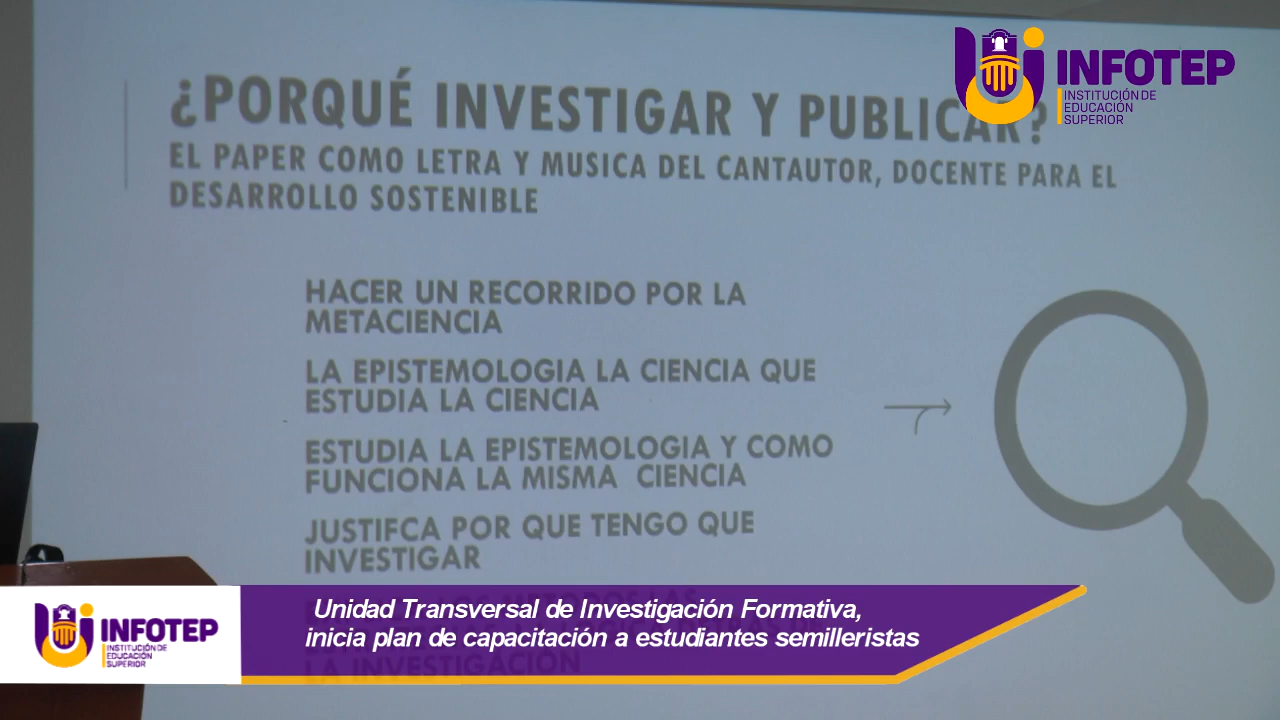 ¿PORQUÉ INVESTIGAR Y PUBLICAR?
EL PAPER COMO LETRA Y MUSICA DEL CANTAUTOR, DOCENTE PARA EL
DESARROLLO SOSTENIBLE
INFOTEP
INSTITUCIÓN DE
EDUCACIÓN
SUPERIOR
HACER UN RECORRIDO POR LA
METACIENCIA
LA EPISTEMOLOGIA LA CIENCIA QUE
ESTUDIA LA CIENCIA
ESTUDIA LA EPISTEMOLOGIA Y COMO
FUNCIONA LA MISMA CIENCIA
JUSTIFCA POR QUE TENGO QUE
INVESTIGAR
LA INVESTIGACIÓN
INFOTEP
INSTITUCIÓN DE
EDUCACIÓN
SUPERIOR
Unidad Transversal de Investigación Formativa,
inicia plan de capacitación a estudiantes semilleristas